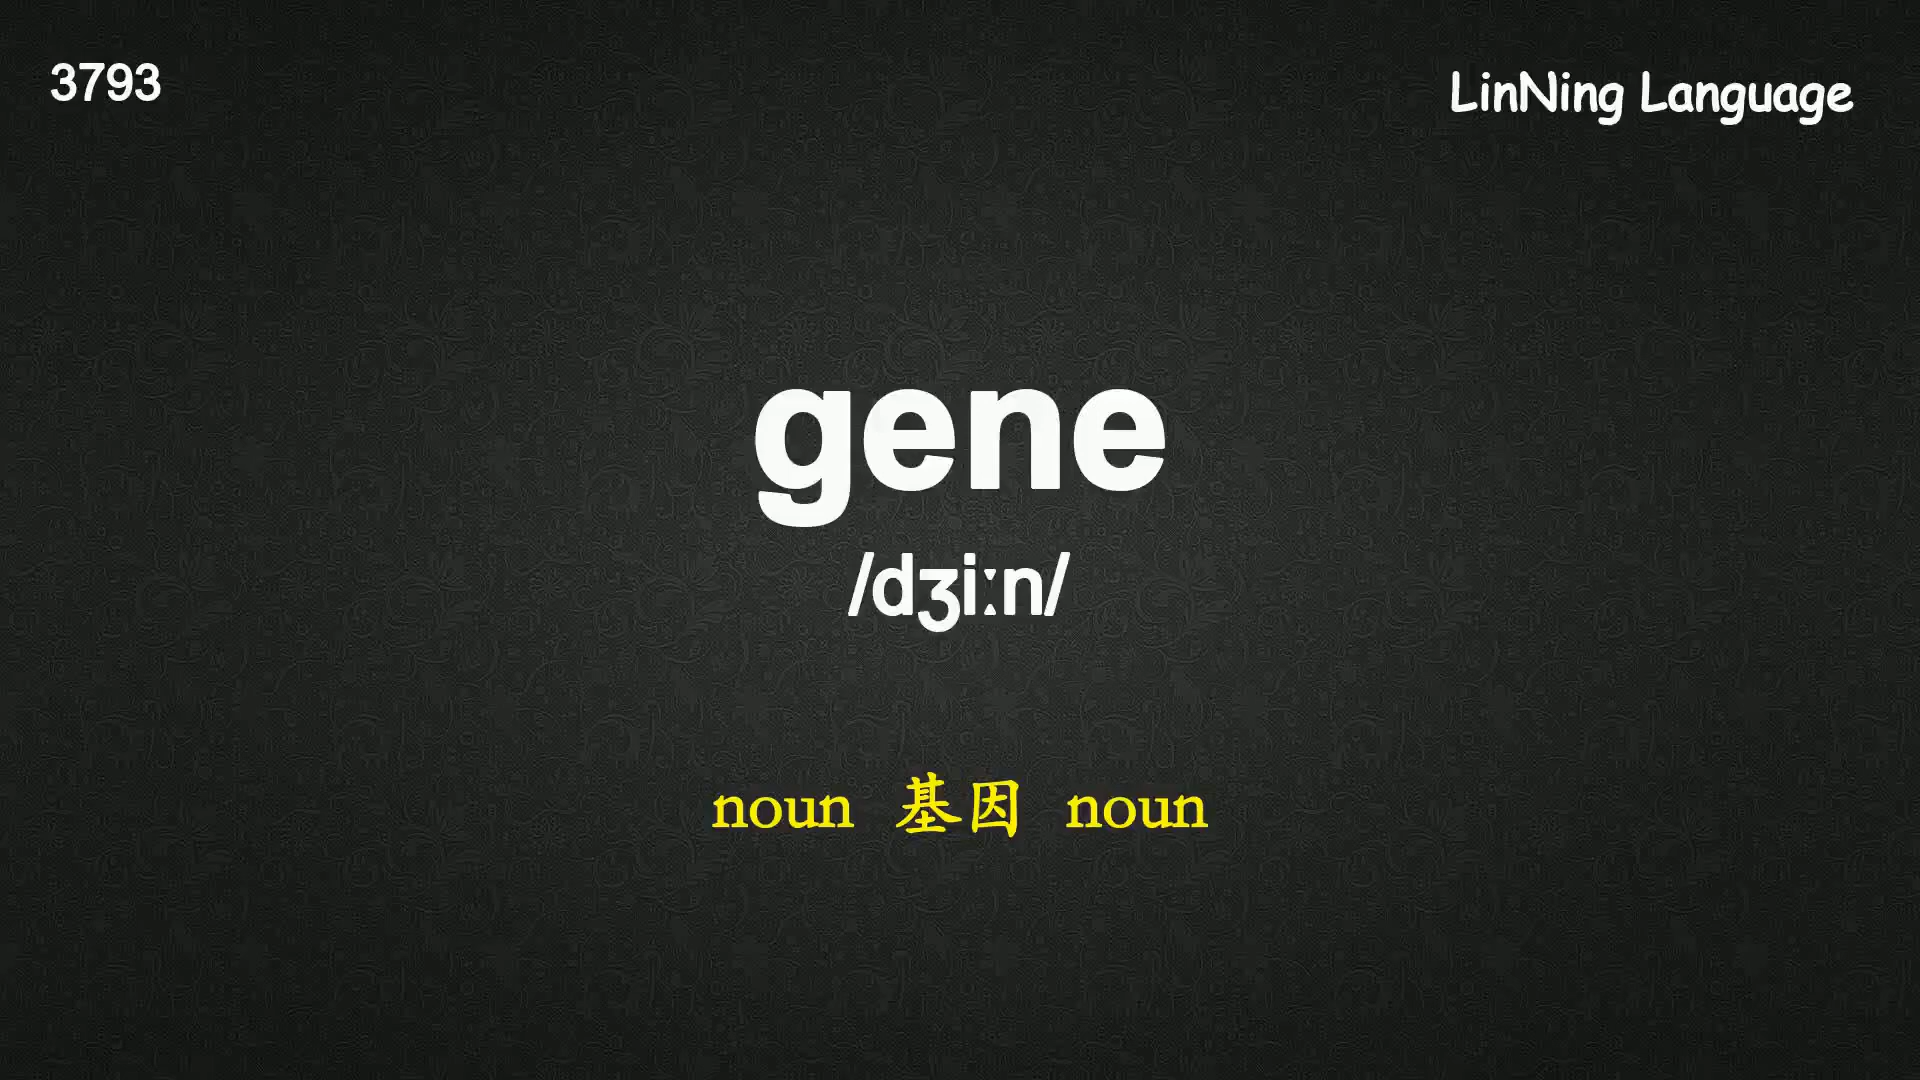 3793
LinNing Language
gene
/dʒiːn/
noun 基因 noun